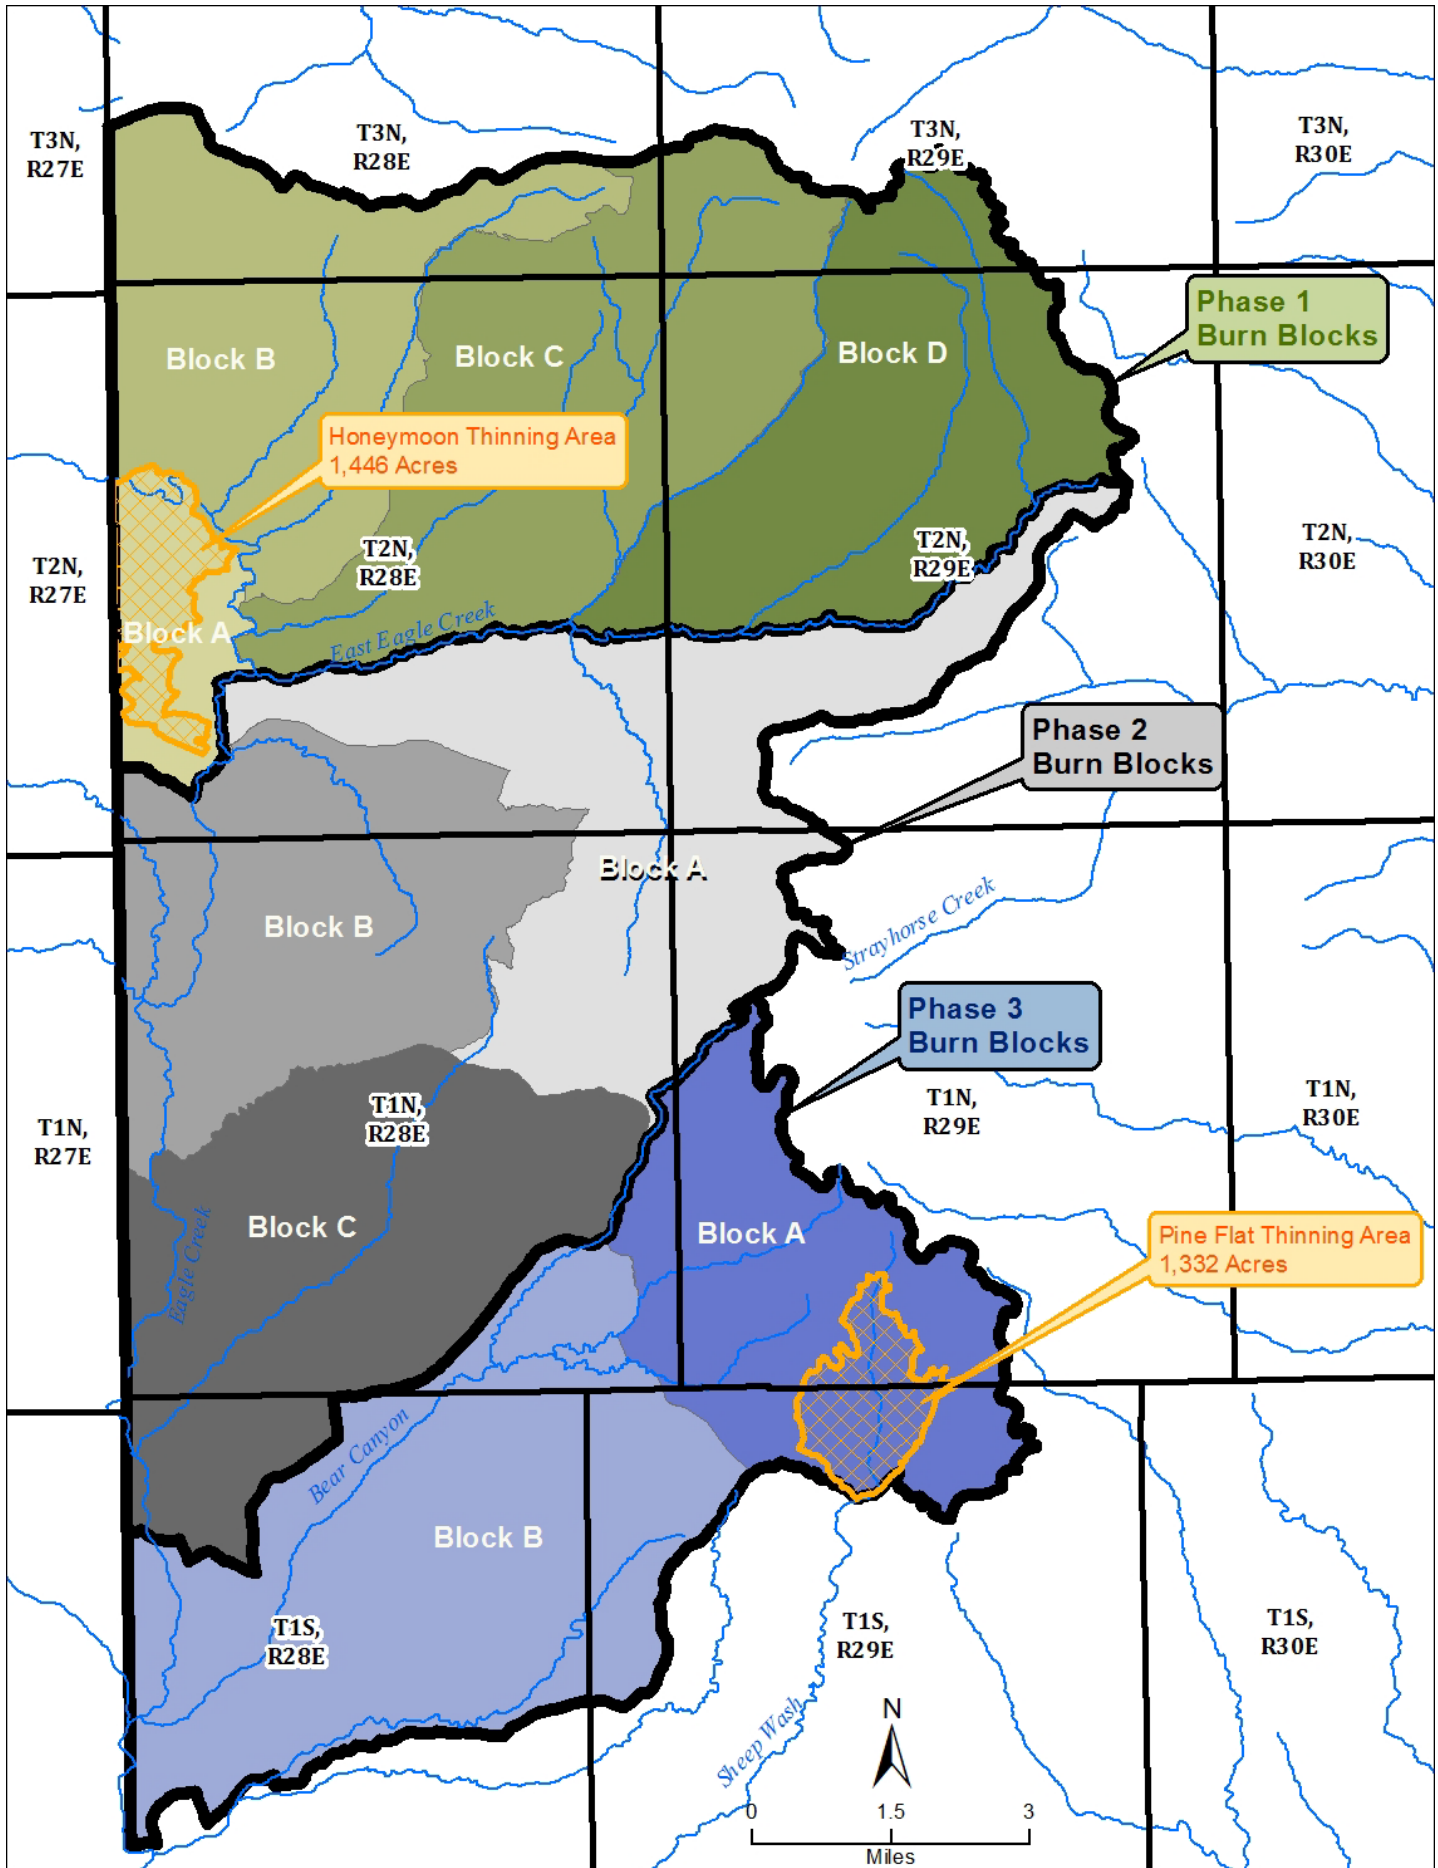 T3N,
R27E
T3N,
R28E
T3N,
R29E
T3N,
R30E
Phase 1
Burn Blocks
Block B
Block C
Block D
Honeymoon Thinning Area
1,446 Acres
T2N,
R27E
T2N,
R28E
T2N,
R29E
T2N,
R30E
Block A
East Eagle Creek
Phase 2
Burn Blocks
Block A
Block B
Strayhorse Creek
Phase 3
Burn Blocks
T1N,
R27E
T1N,
R28E
T1N,
R29E
T1N,
R30E
Block C
Eagle Creek
Block A
Pine Flat Thinning Area
1,332 Acres
Bear Canyon
Block B
T1S,
R28E
T1S,
R29E
T1S,
R30E
Sheep Wash
N
0 1.5 3
Miles